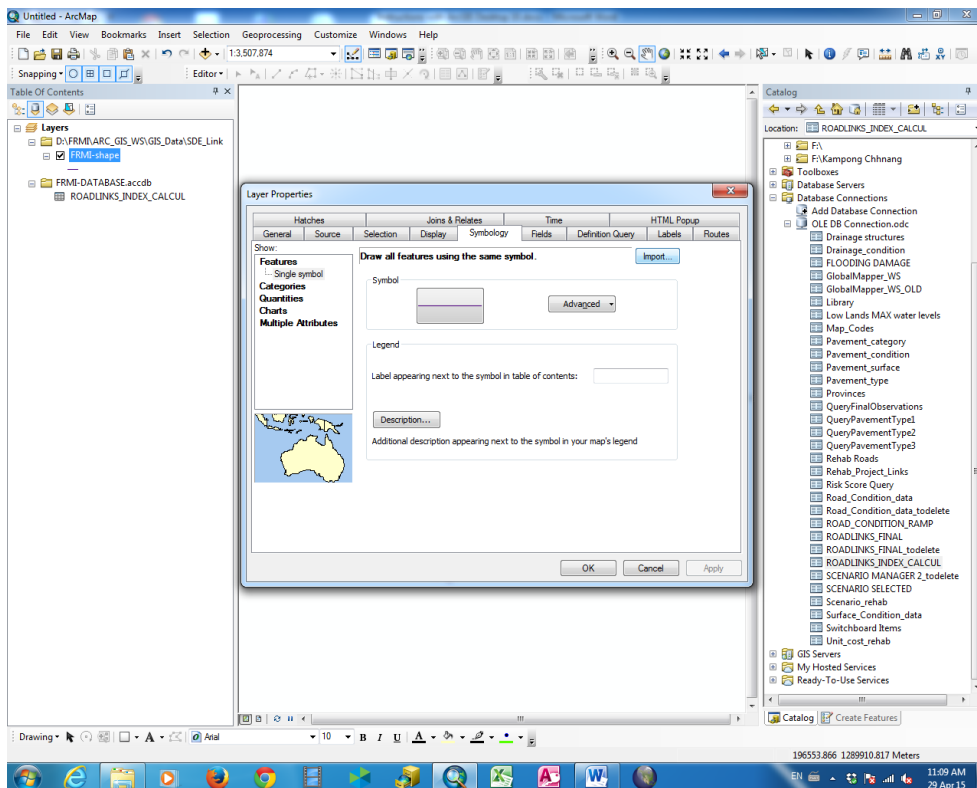 Untitled - ArcMap
File Edit View Bookmarks Insert Selection Geoprocessing Customize Windows Help
1:3,507,874
Snapping Editor
Table Of Contents
Layers
D:\FRMI\ARC_GIS_WS\GIS_Data\SDE_Link
FRMI-shape
FRMI-DATABASE.accdb
ROADLINKS_INDEX_CALCUL
Layer Properties
Hatches Joins & Relates Time HTML Popup
General Source Selection Display Symbology Fields Definition Query Labels Routes
Show:
Features
Single symbol
Categories
Quantities
Charts
Multiple Attributes
Draw all features using the same symbol.
Import...
Symbol
Advanced
Legend
Label appearing next to the symbol in table of contents:
Description...
Additional description appearing next to the symbol in your map's legend
OK Cancel Apply
Catalog
Location: ROADLINKS_INDEX_CALCUL
F:\
F:\Kampong Chhnang
Toolboxes
Database Servers
Database Connections
Add Database Connection
OLE DB Connection.odc
Drainage structures
Drainage_condition
FLOODING DAMAGE
GlobalMapper_WS
GlobalMapper_WS_OLD
Library
Low Lands MAX water levels
Map_Codes
Pavement_category
Pavement_condition
Pavement_surface
Pavement_type
Provinces
QueryFinalObservations
QueryPavementType1
QueryPavementType2
QueryPavementType3
Rehab Roads
Rehab_Project_Links
Risk Score Query
Road_Condition_data
Road_Condition_data_todelete
ROAD_CONDITION_RAMP
ROADLINKS_FINAL
ROADLINKS_FINAL_todelete
ROADLINKS_INDEX_CALCUL
SCENARIO MANAGER 2_todelete
SCENARIO SELECTED
Scenario_rehab
Surface_Condition_data
Switchboard Items
Unit_cost_rehab
GIS Servers
My Hosted Services
Ready-To-Use Services
Catalog Create Features
Drawing A Arial 10 B I U A
196553.866 1289910.817 Meters
EN 11:09 AM
29 Apr 15